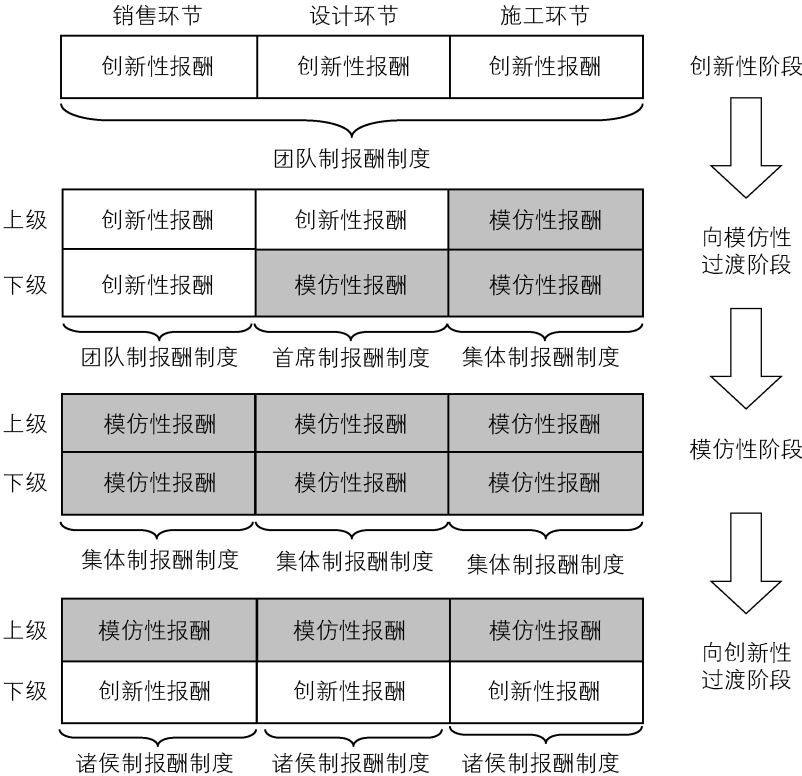 销售环节 设计环节 施工环节
创新性报酬 创新性报酬 创新性报酬 创新性阶段
团队制报酬制度
上级 创新性报酬 创新性报酬 模仿性报酬
向模仿性
过渡阶段
下级 创新性报酬 模仿性报酬 模仿性报酬
团队制报酬制度 首席制报酬制度 集体制报酬制度
上级 模仿性报酬 模仿性报酬 模仿性报酬
模仿性阶段
下级 模仿性报酬 模仿性报酬 模仿性报酬
集体制报酬制度 集体制报酬制度 集体制报酬制度
上级 模仿性报酬 模仿性报酬 模仿性报酬
向创新性
过渡阶段
下级 创新性报酬 创新性报酬 创新性报酬
诸侯制报酬制度 诸侯制报酬制度 诸侯制报酬制度